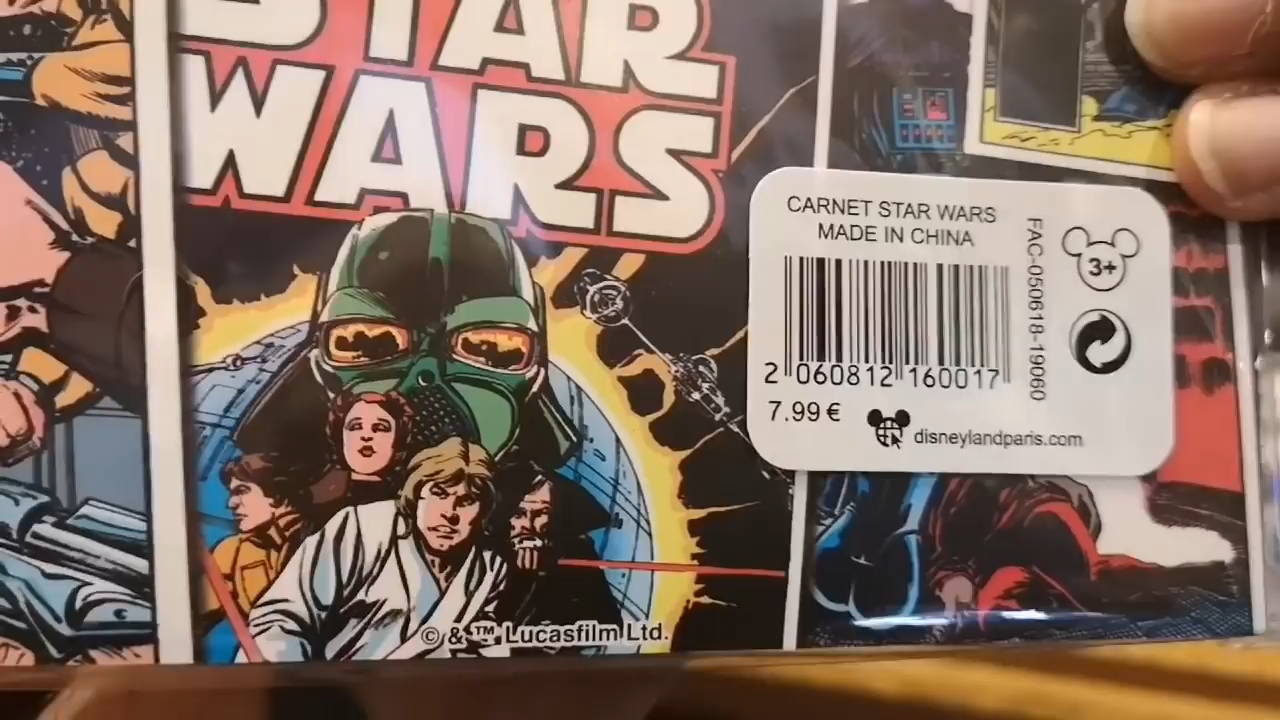 STAR
WARS
CARNET STAR WARS
MADE IN CHINA
FAC-050618-19060
3+
2 060812 160017
7.99 €
disneylandparis.com
© & ™ Lucasfilm Ltd.